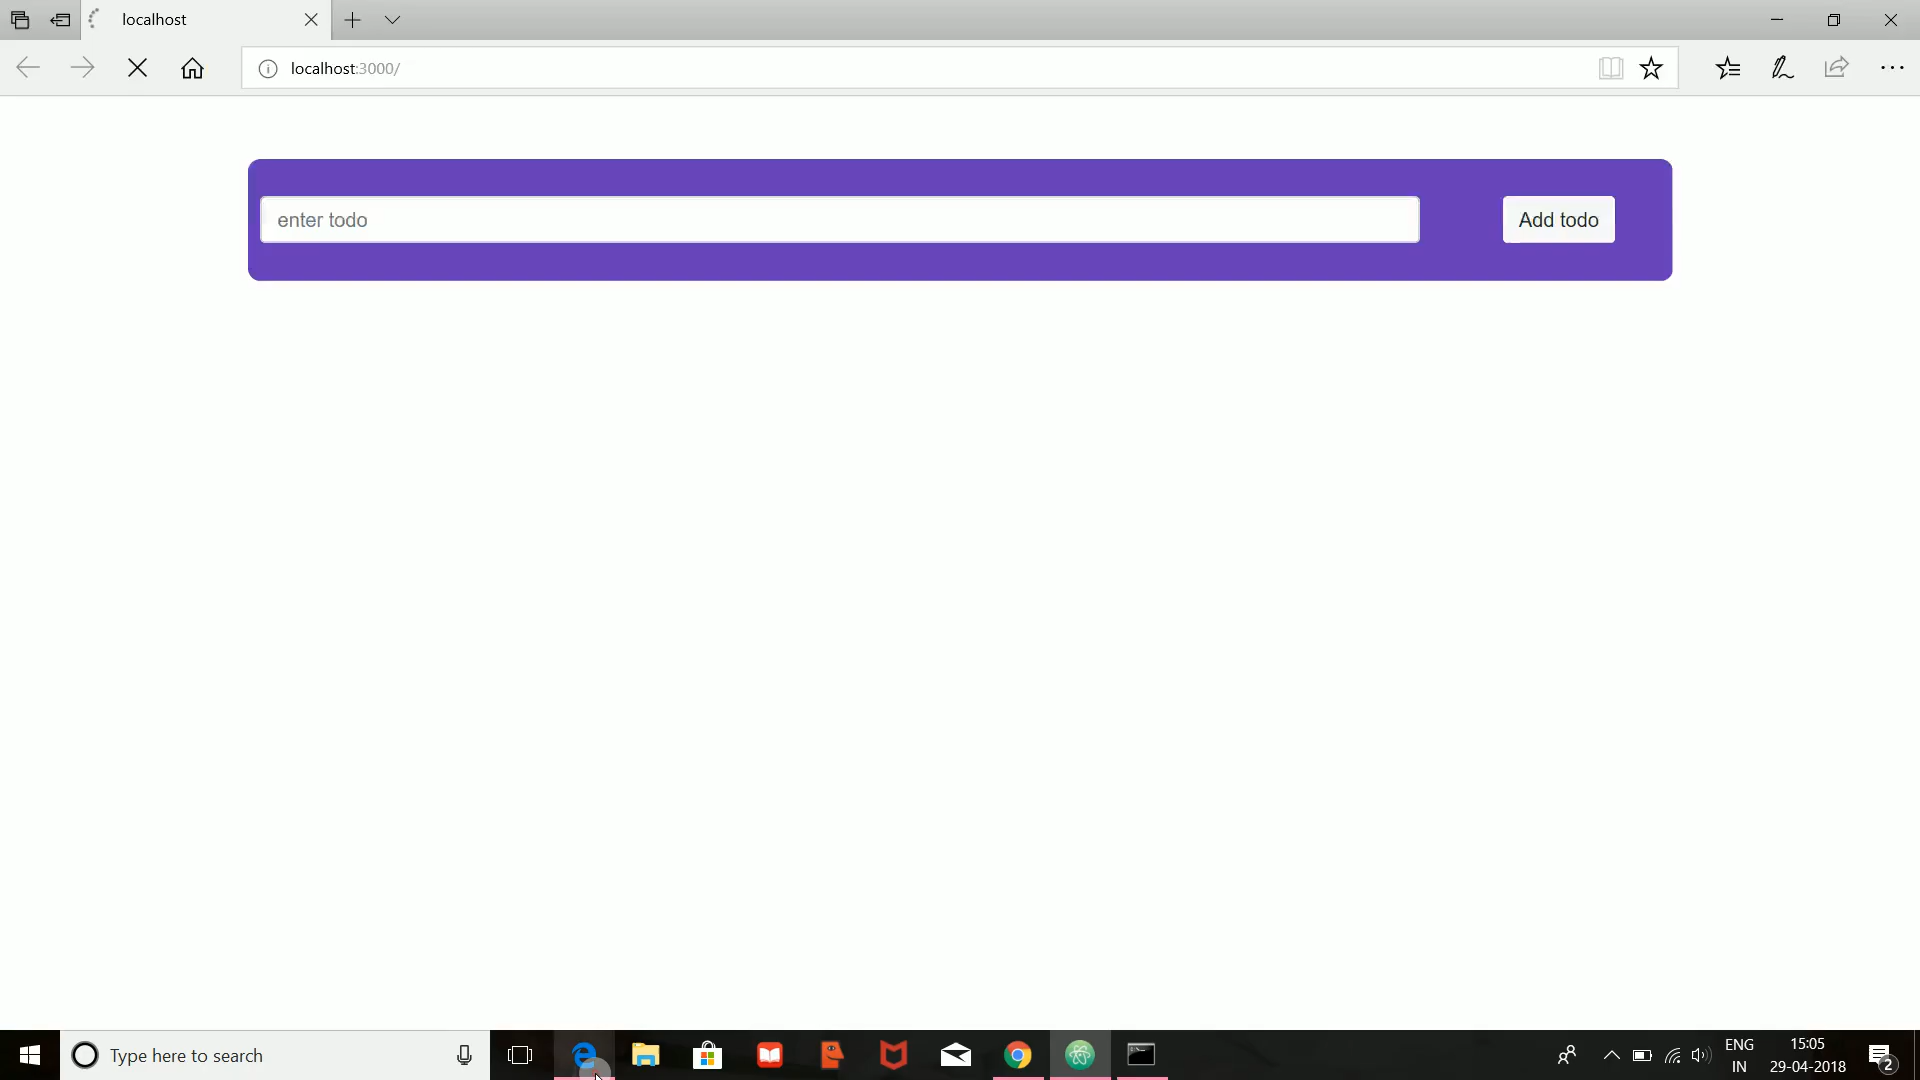 localhost
localhost:3000/
enter todo
Add todo
Type here to search
ENG
IN
15:05
29-04-2018
2